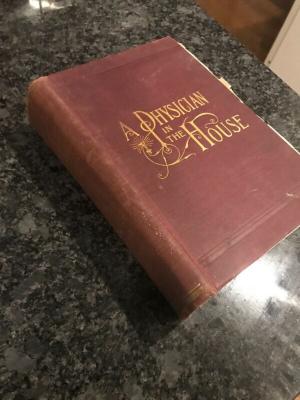 A PHYSICIAN
IN
THE
HOUSE